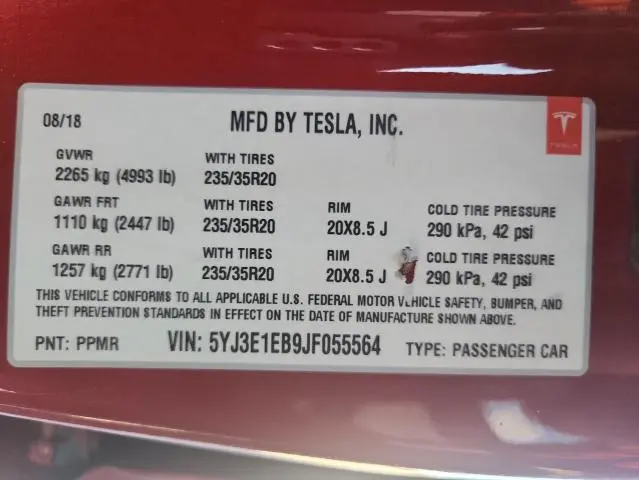 08/18 MFD BY TESLA, INC.
TESLA
GVWR WITH TIRES
2265 kg (4993 lb) 235/35R20
GAWR FRT WITH TIRES RIM COLD TIRE PRESSURE
1110 kg (2447 lb) 235/35R20 20X8.5 J 290 kPa, 42 psi
GAWR RR WITH TIRES RIM COLD TIRE PRESSURE
1257 kg (2771 lb) 235/35R20 20X8.5 J 290 kPa, 42 psi
THIS VEHICLE CONFORMS TO ALL APPLICABLE U.S. FEDERAL MOTOR VEHICLE SAFETY, BUMPER, AND
THEFT PREVENTION STANDARDS IN EFFECT ON THE DATE OF MANUFACTURE SHOWN ABOVE.
PNT: PPMR VIN: 5YJ3E1EB9JF055564 TYPE: PASSENGER CAR